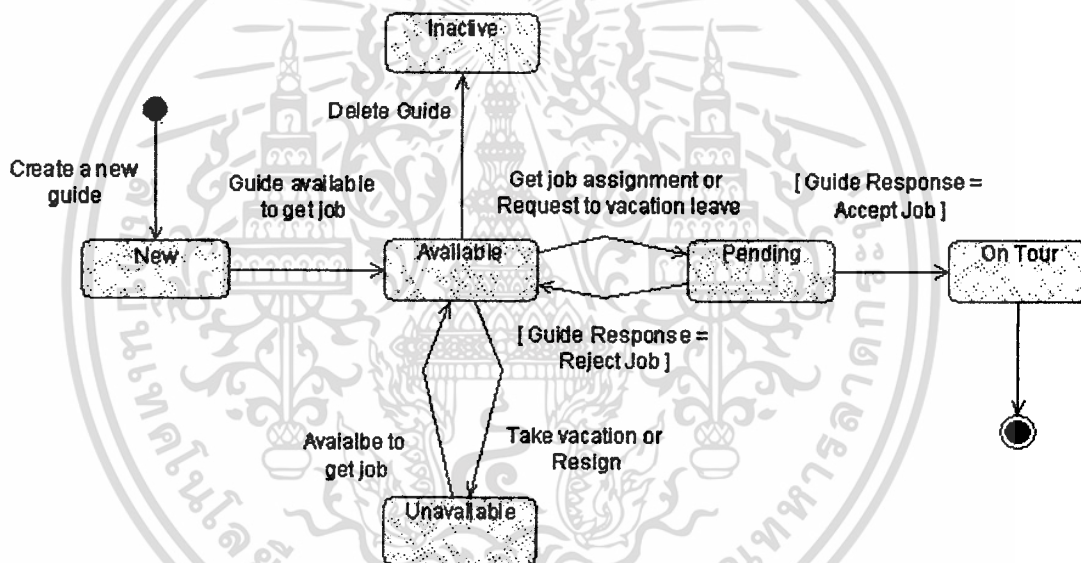 Inactive
Delete Guide
Create a new
guide
Guide available
to get job
Get job assignment or
Request to vacation leave
[ Guide Response =
Accept Job ]
New
Available
Pending
On Tour
[ Guide Response =
Reject Job ]
Avaialbe to
get job
Take vacation or
Resign
Unavailable